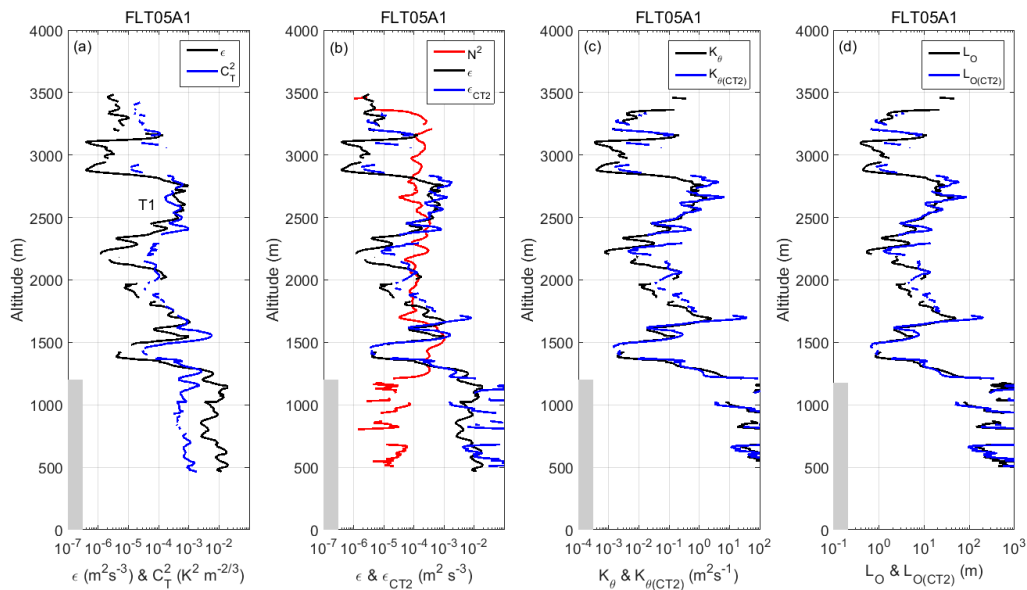 FLT05A1
FLT05A1
FLT05A1
FLT05A1
(a)
ϵ
C_T^2
T1
4000
3500
3000
2500
2000
1500
1000
500
0
Altitude (m)
10^-7 10^-6 10^-5 10^-4 10^-3 10^-2
ϵ (m^2s^-3) & C_T^2 (K^2 m^-2/3)
(b)
N^2
ϵ
ϵ_CT2
4000
3500
3000
2500
2000
1500
1000
500
0
Altitude (m)
10^-7 10^-6 10^-5 10^-4 10^-3 10^-2
ϵ & ϵ_CT2 (m^2 s^-3)
(c)
K_θ
K_θ(CT2)
4000
3500
3000
2500
2000
1500
1000
500
0
Altitude (m)
10^-4 10^-3 10^-2 10^-1 10^0 10^1 10^2
K_θ & K_θ(CT2) (m^2s^-1)
(d)
L_O
L_O(CT2)
4000
3500
3000
2500
2000
1500
1000
500
0
Altitude (m)
10^-1 10^0 10^1 10^2 10^3
L_O & L_O(CT2) (m)